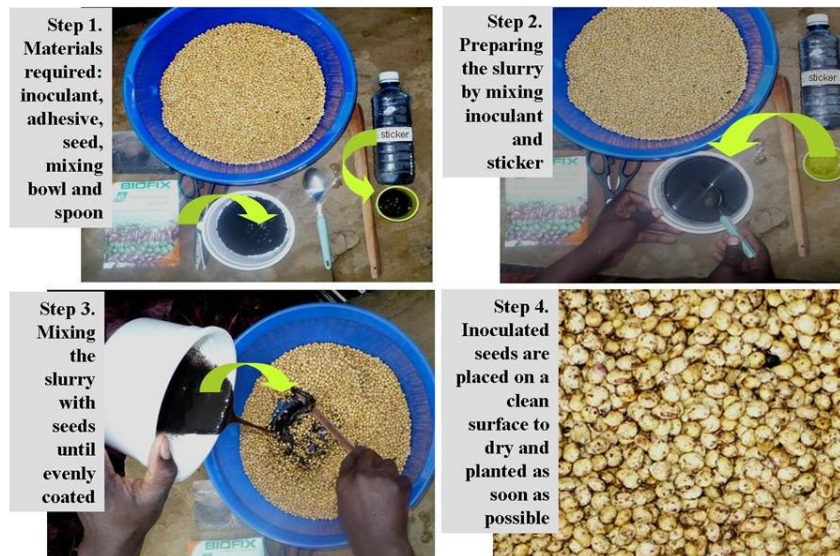 Step 1.
Materials
required:
inoculant,
adhesive,
seed,
mixing
bowl and
spoon
sticker
BIOFIX
Step 2.
Preparing
the slurry
by mixing
inoculant
and
sticker
sticker
BIOFIX
Step 3.
Mixing
the
slurry
with
seeds
until
evenly
coated
BIOFIX
Step 4.
Inoculated
seeds are
placed on a
clean
surface to
dry and
planted as
soon as
possible